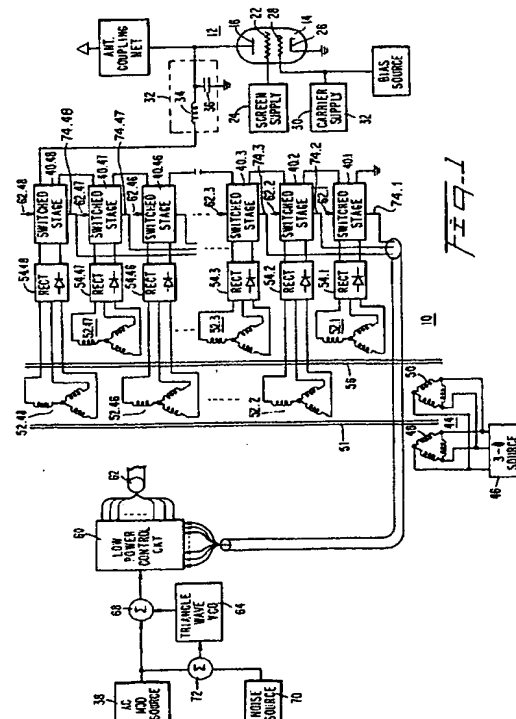 ANT.
COUPLING
NET
12
16
22
28
14
26
24
SCREEN
SUPPLY
30
CARRIER
SUPPLY
32
BIAS
SOURCE
32
34
36
62.48
SWITCHED
STAGE
40.48
74.48
62.47
SWITCHED
STAGE
40.47
74.47
62.46
SWITCHED
STAGE
40.46
62.3
SWITCHED
STAGE
40.3
74.3
62.2
SWITCHED
STAGE
40.2
74.2
62.1
SWITCHED
STAGE
40.1
74.1
54.48
RECT
54.47
RECT
54.46
RECT
54.3
RECT
54.2
RECT
54.1
RECT
52.48
52.47
52.46
52.3
52.2
52.1
51
56
10
48
50
44
3-Φ
SOURCE
46
60
LOW
POWER
CONTROL
CKT
62
68
Σ
TRIANGLE
WAVE
VCO
64
72
Σ
38
AC
MOD
SOURCE
NOISE
SOURCE
70
Fig. 1